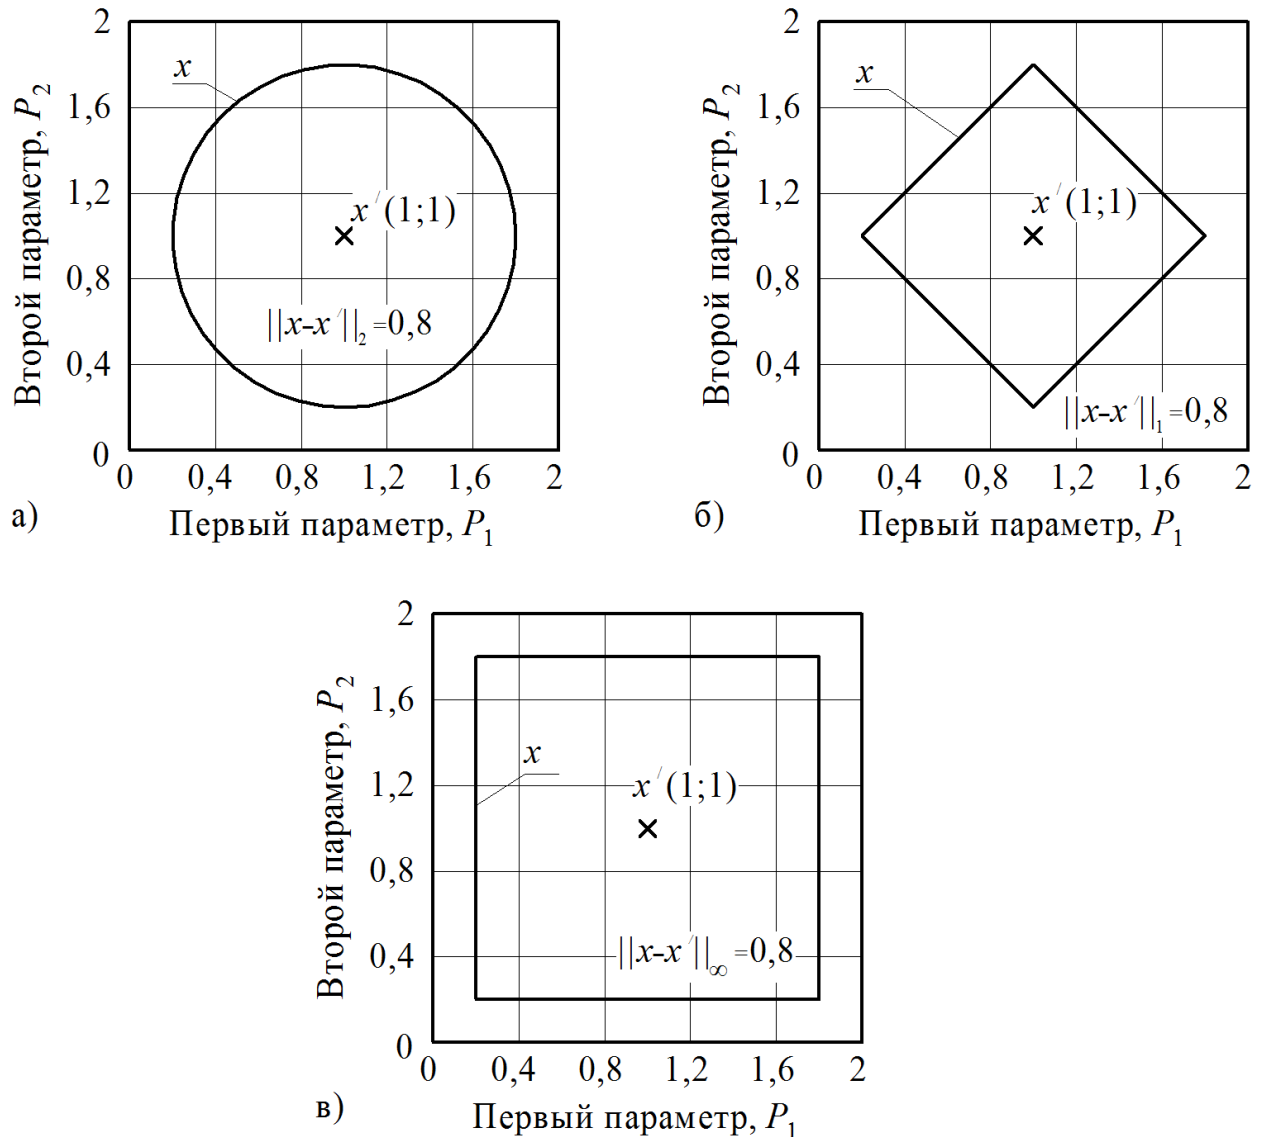 2
1,6
1,2
0,8
0,4
0
Второй параметр, P2
x
x′(1;1)
||x-x′||2=0,8
0 0,4 0,8 1,2 1,6 2
а)
Первый параметр, P1
2
1,6
1,2
0,8
0,4
0
Второй параметр, P2
x
x′(1;1)
||x-x′||1=0,8
0 0,4 0,8 1,2 1,6 2
б)
Первый параметр, P1
2
1,6
1,2
0,8
0,4
0
Второй параметр, P2
x
x′(1;1)
||x-x′||∞=0,8
0 0,4 0,8 1,2 1,6 2
в)
Первый параметр, P1